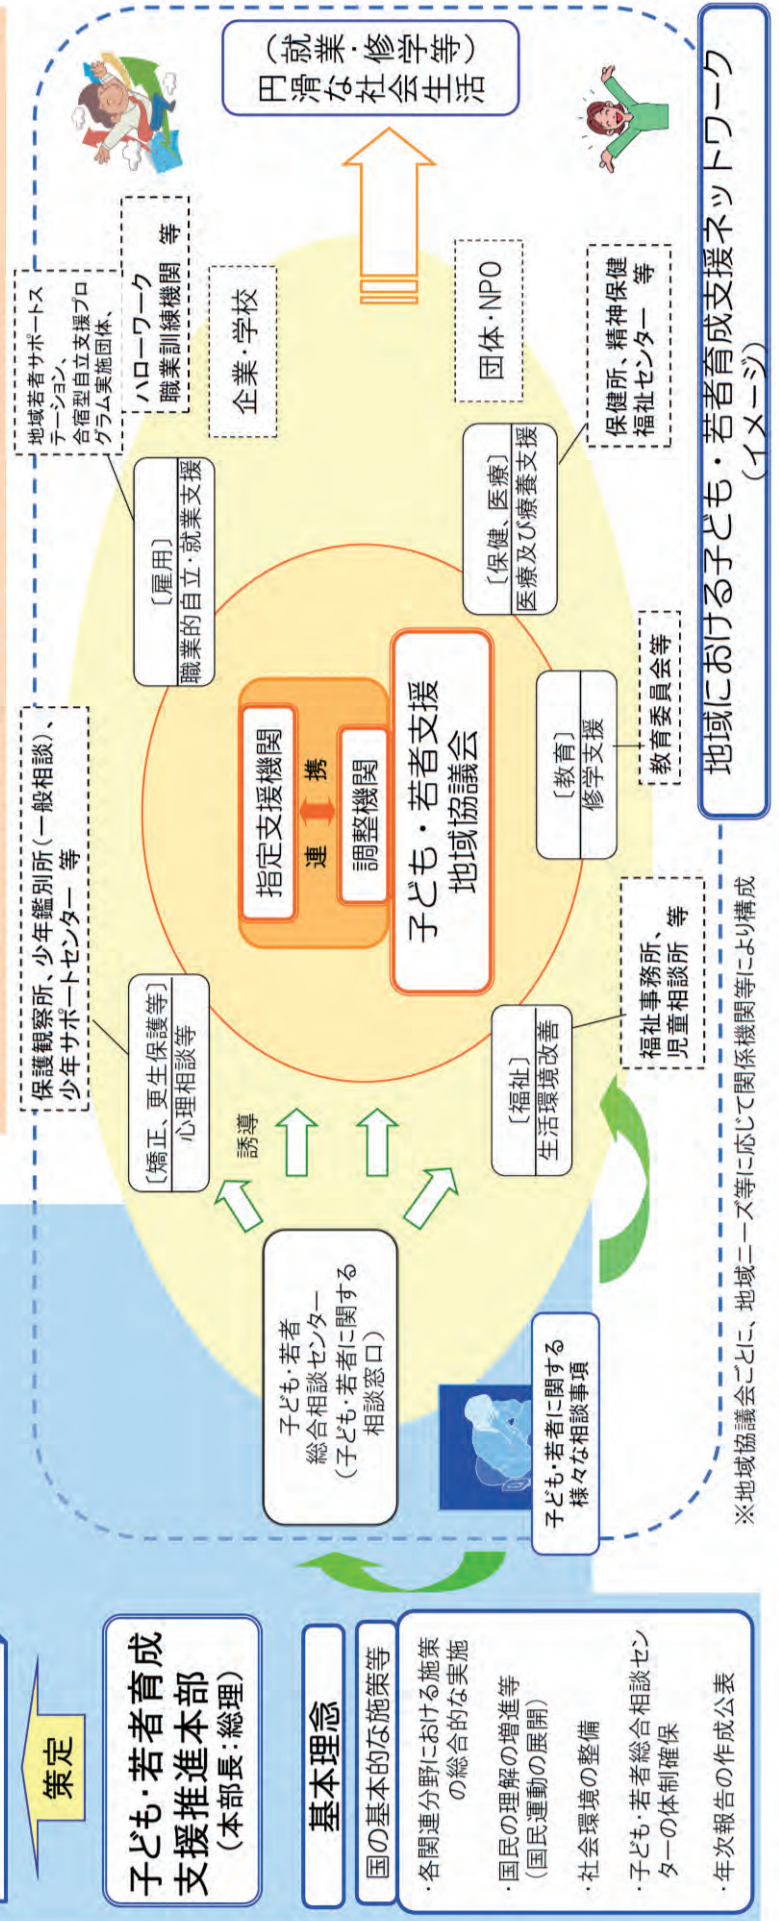 策定
子ども・若者育成
支援推進本部
（本部長：総理）
基本理念
国の基本的な施策等
・各関連分野における施策
の総合的な実施
・国民の理解の増進等
（国民運動の展開）
・社会環境の整備
・子ども・若者総合相談セン
ターの体制確保
・年次報告の作成公表
子ども・若者
総合相談センター
（子ども・若者に関する
相談窓口）
子ども・若者に関する
様々な相談事項
誘導
保護観察所、少年鑑別所（一般相談）、
少年サポートセンター 等
〔矯正、更生保護等〕
心理相談等
〔福祉〕
生活環境改善
福祉事務所、
児童相談所 等
指定支援機関
連 携
調整機関
子ども・若者支援
地域協議会
〔教育〕
修学支援
教育委員会等
地域若者サポートス
テーション、
合宿型自立支援プロ
グラム実施団体、
ハローワーク
職業訓練機関 等
〔雇用〕
職業的自立・就業支援
企業・学校
団体・NPO
〔保健、医療〕
医療及び療養支援
保健所、精神保健
福祉センター 等
（就業・修学等）
円滑な社会生活
地域における子ども・若者育成支援ネットワーク
（イメージ）
※地域協議会ごとに、地域ニーズ等に応じて関係機関等により構成